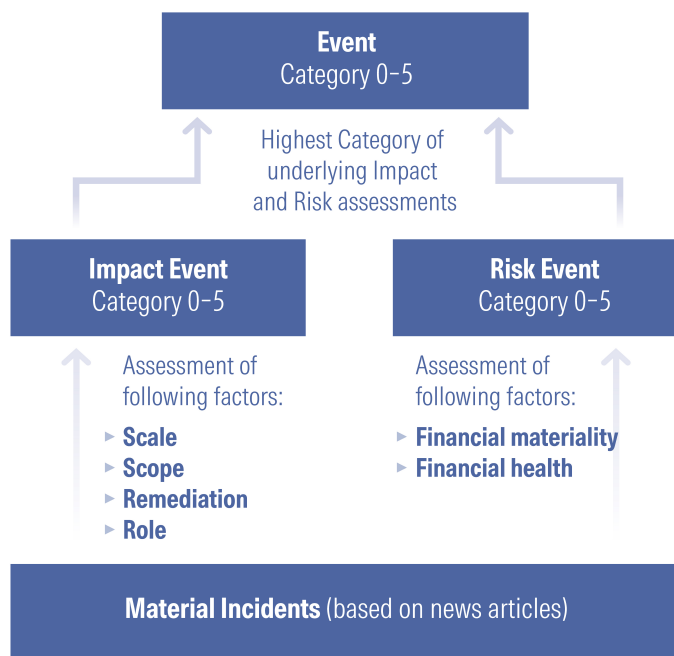 Event
Category 0–5
Highest Category of
underlying Impact
and Risk assessments
Impact Event
Category 0–5
Risk Event
Category 0–5
Assessment of
following factors:
▸ Scale
▸ Scope
▸ Remediation
▸ Role
Assessment of
following factors:
▸ Financial materiality
▸ Financial health
Material Incidents (based on news articles)